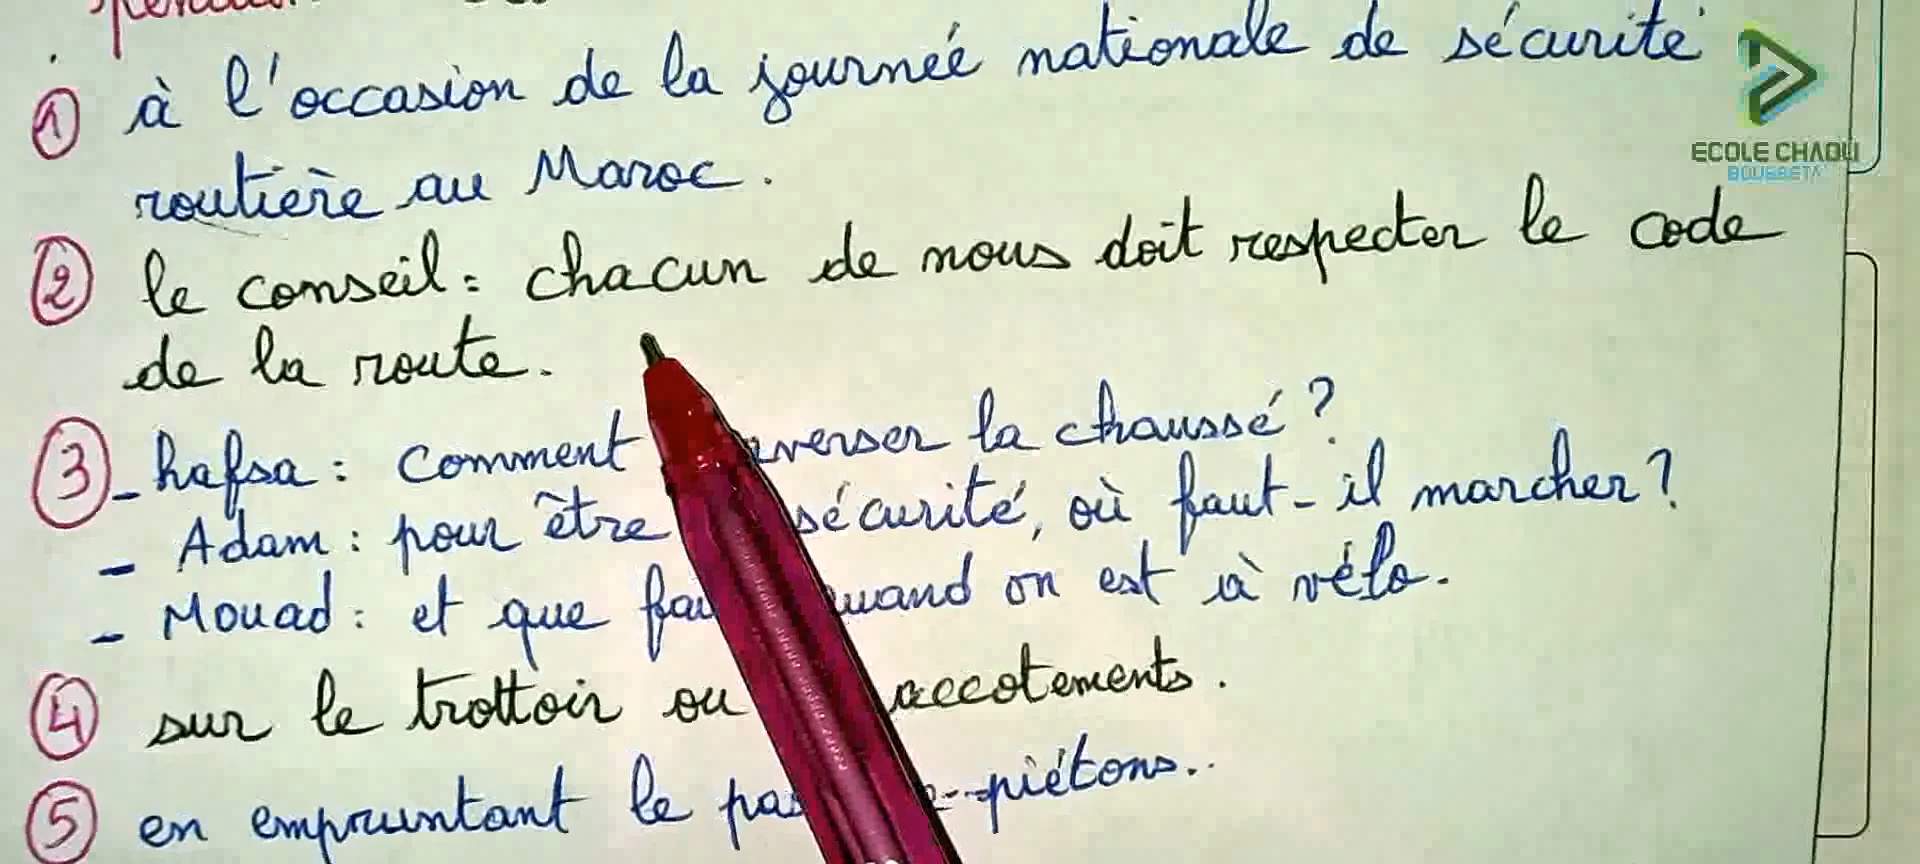 ① à l'occasion de la journée nationale de sécurité
routière au Maroc.
② le conseil: chacun de nous doit respecter le code
de la route.
③ - hafsa: comment la chaussé?
- Adam: pour être sécurité, où faut-il marcher?
- Mouad: et que on est à vélo.
④ sur le trottoir ou accotements.
⑤ en empruntant le piétons..
ECOLE CHAOUI
BOUSSETA